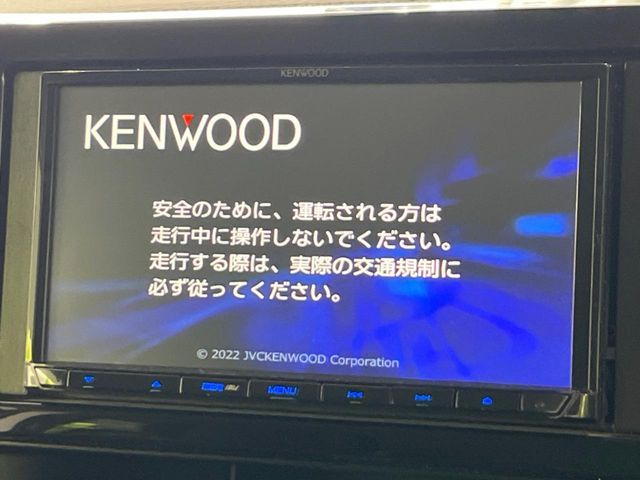 KENWOOD
KENWOOD
安全のために、運転される方は
走行中に操作しないでください。
走行する際は、実際の交通規制に
必ず従ってください。
© 2022 JVCKENWOOD Corporation
MENU